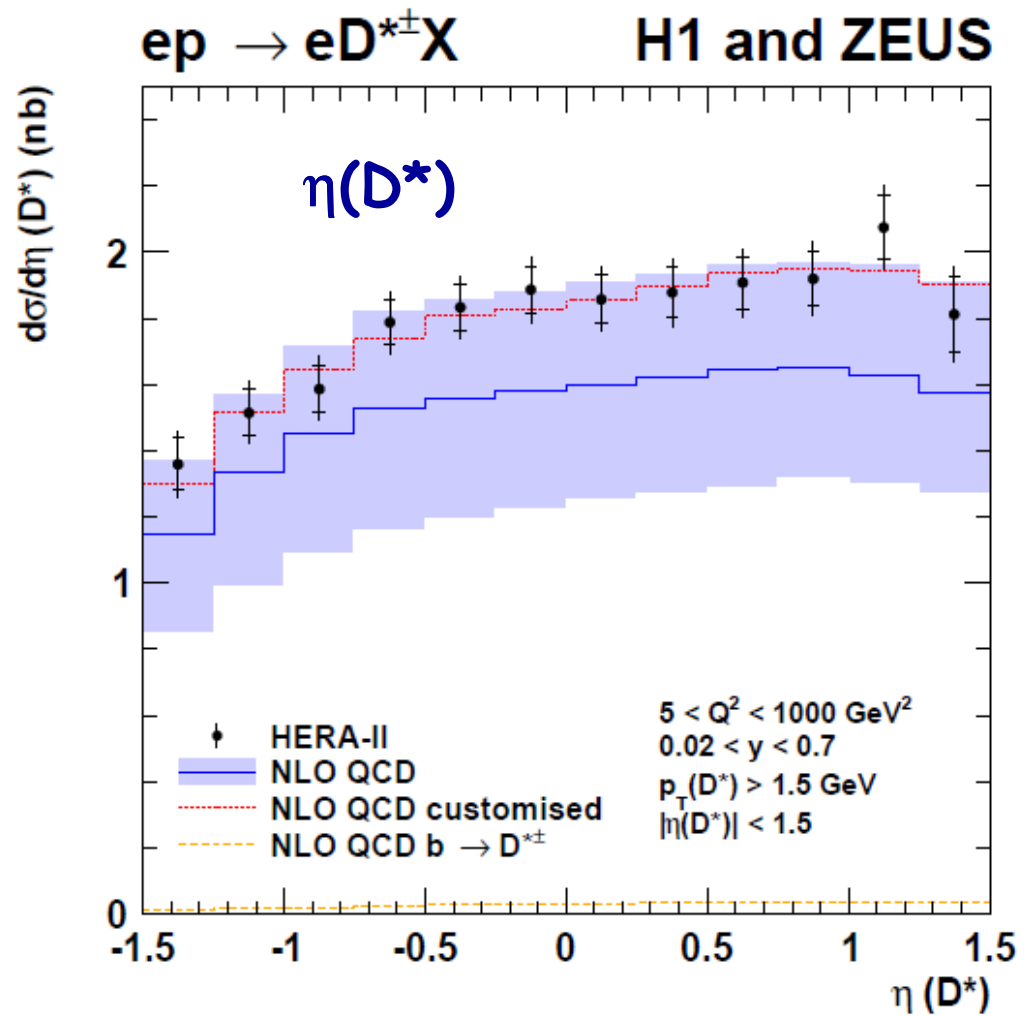 ep → eD*±X H1 and ZEUS
dσ/dη (D*) (nb)
η(D*)
2
1
0
HERA-II
NLO QCD
NLO QCD customised
NLO QCD b → D*±
5 < Q² < 1000 GeV²
0.02 < y < 0.7
p_T(D*) > 1.5 GeV
|η(D*)| < 1.5
-1.5 -1 -0.5 0 0.5 1 1.5
η (D*)